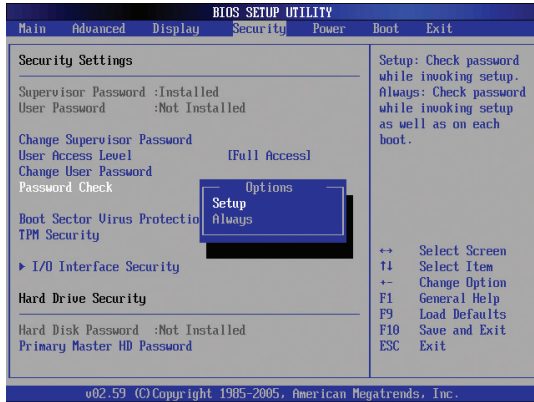 BIOS SETUP UTILITY
Main Advanced Display Security Power Boot Exit
Security Settings
Supervisor Password :Installed
User Password :Not Installed
Change Supervisor Password
User Access Level [Full Access]
Change User Password
Password Check
Boot Sector Virus Protectio
TPM Security
► I/O Interface Security
Hard Drive Security
Hard Disk Password :Not Installed
Primary Master HD Password
Options
Setup
Always
Setup: Check password
while invoking setup.
Always: Check password
while invoking setup
as well as on each
boot.
↔ Select Screen
↑↓ Select Item
+- Change Option
F1 General Help
F9 Load Defaults
F10 Save and Exit
ESC Exit
v02.59 (C)Copyright 1985-2005, American Megatrends, Inc.